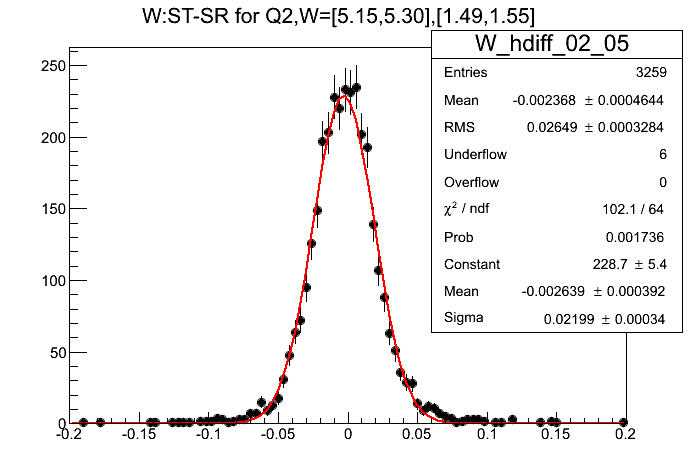 W:ST-SR for Q2,W=[5.15,5.30],[1.49,1.55]
W_hdiff_02_05
Entries 3259
Mean -0.002368 ± 0.0004644
RMS 0.02649 ± 0.0003284
Underflow 6
Overflow 0
χ² / ndf 102.1 / 64
Prob 0.001736
Constant 228.7 ± 5.4
Mean -0.002639 ± 0.000392
Sigma 0.02199 ± 0.00034
250
200
150
100
50
0
-0.2 -0.15 -0.1 -0.05 0 0.05 0.1 0.15 0.2